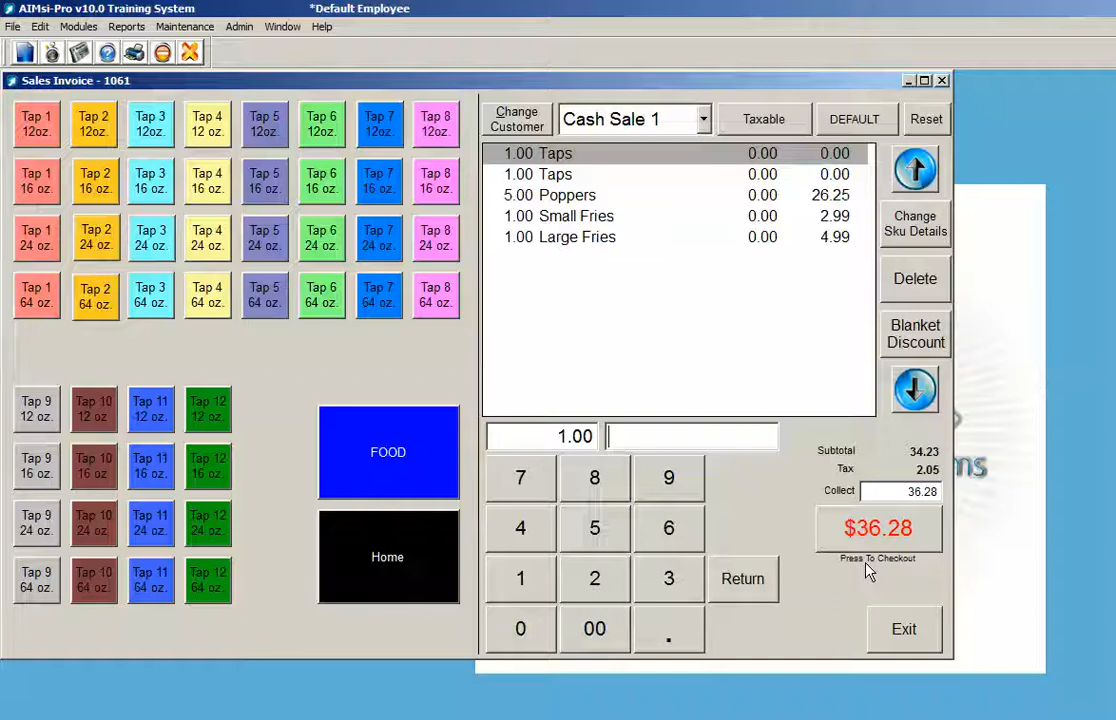 AIMsi-Pro v10.0 Training System *Default Employee
File Edit Modules Reports Maintenance Admin Window Help
Sales Invoice - 1061
Tap 1 12oz.
Tap 2 12oz.
Tap 3 12oz.
Tap 4 12 oz.
Tap 5 12oz.
Tap 6 12oz.
Tap 7 12oz.
Tap 8 12oz.
Tap 1 16 oz.
Tap 2 16 oz.
Tap 3 16 oz.
Tap 4 16 oz.
Tap 5 16 oz.
Tap 6 16 oz.
Tap 7 16 oz.
Tap 8 16 oz.
Tap 1 24 oz.
Tap 2 24 oz.
Tap 3 24 oz.
Tap 4 24 oz.
Tap 5 24 oz.
Tap 6 24 oz.
Tap 7 24 oz.
Tap 8 24 oz.
Tap 1 64 oz.
Tap 2 64 oz.
Tap 3 64 oz.
Tap 4 64 oz.
Tap 5 64 oz.
Tap 6 64 oz.
Tap 7 64 oz.
Tap 8 64 oz.
Tap 9 12 oz.
Tap 10 12 oz
Tap 11 12 oz.
Tap 12 12 oz.
Tap 9 16 oz.
Tap 10 16 oz.
Tap 11 16 oz.
Tap 12 16 oz.
Tap 9 24 oz.
Tap 10 24 oz.
Tap 11 24 oz.
Tap 12 24 oz.
Tap 9 64 oz.
Tap 10 64 oz.
Tap 11 64 oz.
Tap 12 64 oz.
FOOD
Home
Change Customer
Cash Sale 1
Taxable
DEFAULT
Reset
1.00 Taps 0.00 0.00
1.00 Taps 0.00 0.00
5.00 Poppers 0.00 26.25
1.00 Small Fries 0.00 2.99
1.00 Large Fries 0.00 4.99
Change
Sku Details
Delete
Blanket
Discount
1.00
7 8 9
4 5 6
1 2 3 Return
0 00 .
Subtotal 34.23
Tax 2.05
Collect 36.28
$36.28
Press To Checkout
Exit